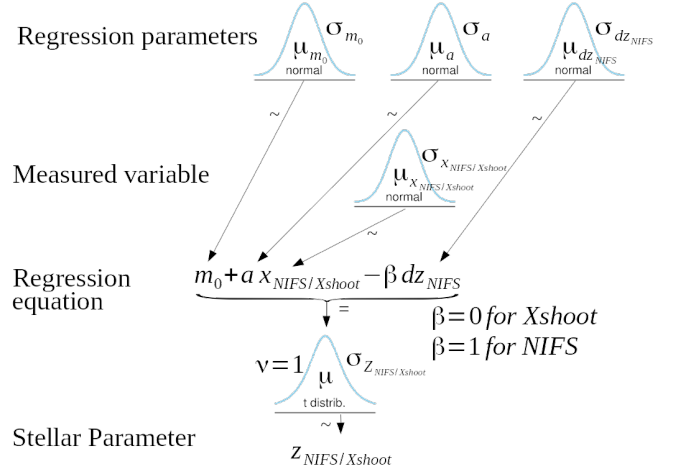 Regression parameters
μ_{m_0} σ_{m_0}
normal
μ_a σ_a
normal
μ_{dz_{NIFS}} σ_{dz_{NIFS}}
normal
~
~
~
Measured variable
μ_{x_{NIFS/Xshoot}} σ_{x_{NIFS/Xshoot}}
normal
~
Regression
equation
m_0+a x_{NIFS/Xshoot}−β dz_{NIFS}
=
β=0 for Xshoot
β=1 for NIFS
ν=1 μ σ_{Z_{NIFS/Xshoot}}
t distrib.
~
Stellar Parameter
z_{NIFS/Xshoot}